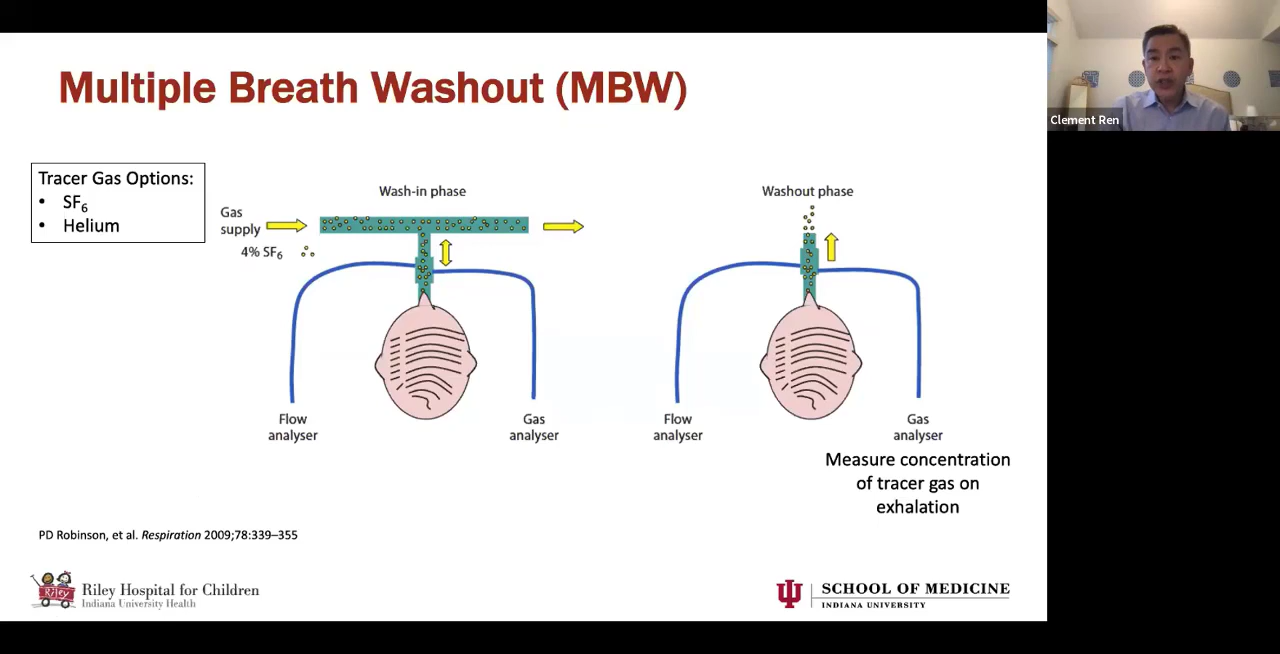 Multiple Breath Washout (MBW)
Clement Ren
Tracer Gas Options:
• SF6
• Helium
Wash-in phase
Gas
supply
4% SF6
Flow
analyser
Gas
analyser
Washout phase
Flow
analyser
Gas
analyser
Measure concentration
of tracer gas on
exhalation
PD Robinson, et al. Respiration 2009;78:339–355
Riley
Riley Hospital for Children
Indiana University Health
SCHOOL OF MEDICINE
INDIANA UNIVERSITY